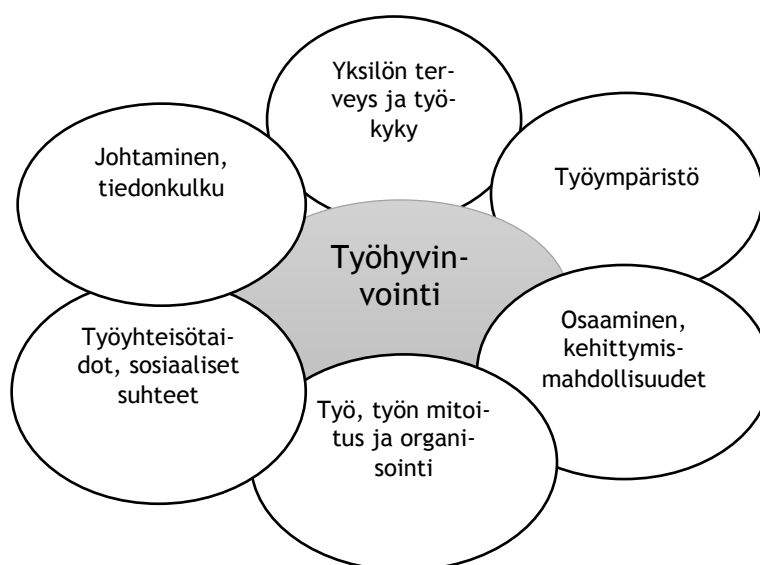 Yksilön ter-
veys ja työ-
kyky
Johtaminen,
tiedonkulku
Työympäristö
Työhyvin-
vointi
Työyhteisötai-
dot, sosiaaliset
suhteet
Osaaminen,
kehittymis-
mahdollisuudet
Työ, työn mitoi-
tus ja organi-
sointi